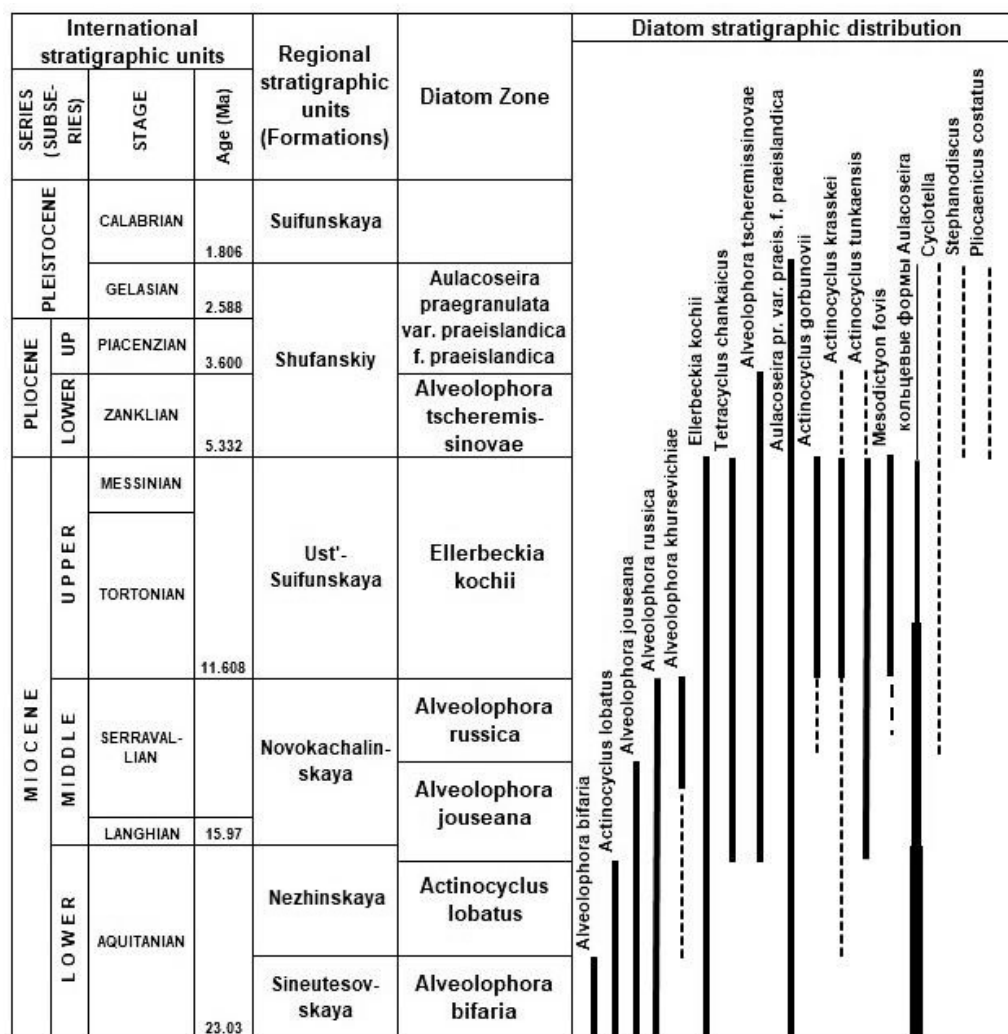 International
stratigraphic units
Regional
stratigraphic
units
(Formations)
Diatom Zone
Diatom stratigraphic distribution
SERIES
(SUBSE-
RIES)
STAGE
Age (Ma)
PLEISTOCENE
CALABRIAN
1.806
Suifunskaya
GELASIAN
2.588
Aulacoseira
praegranulata
var. praeislandica
f. praeislandica
PLIOCENE
UP
PIACENZIAN
3.600
Shufanskiy
LOWER
ZANKLIAN
5.332
Alveolophora
tscheremis-
sinovae
MIOCENE
UPPER
MESSINIAN
TORTONIAN
11.608
Ust'-
Suifunskaya
Ellerbeckia
kochii
MIDDLE
SERRAVAL-
LIAN
Novokachalin-
skaya
Alveolophora
russica
Alveolophora
jouseana
LANGHIAN
15.97
LOWER
AQUITANIAN
23.03
Nezhinskaya
Actinocyclus
lobatus
Sineutesov-
skaya
Alveolophora
bifaria
Alveolophora bifaria
Actinocyclus lobatus
Alveolophora jouseana
Alveolophora russica
Alveolophora khursevichiae
Ellerbeckia kochii
Tetracyclus chankaicus
Alveolophora tscheremissinovae
Aulacoseira pr. var. praeis. f. praeislandica
Actinocyclus gorbunovii
Actinocyclus krasskei
Actinocyclus tunkaensis
Mesodictyon fovis
кольцевые формы Aulacoseira
Cyclotella
Stephanodiscus
Pliocaenicus costatus